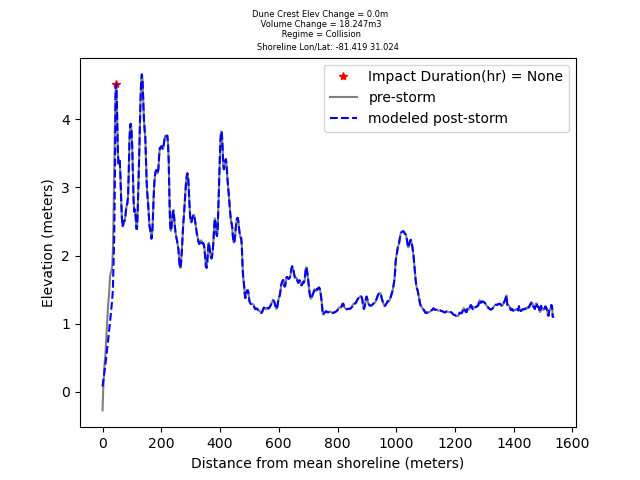 Dune Crest Elev Change = 0.0m
Volume Change = 18.247m3
Regime = Collision
Shoreline Lon/Lat: -81.419 31.024
Impact Duration(hr) = None
pre-storm
modeled post-storm
Elevation (meters)
4
3
2
1
0
0 200 400 600 800 1000 1200 1400 1600
Distance from mean shoreline (meters)